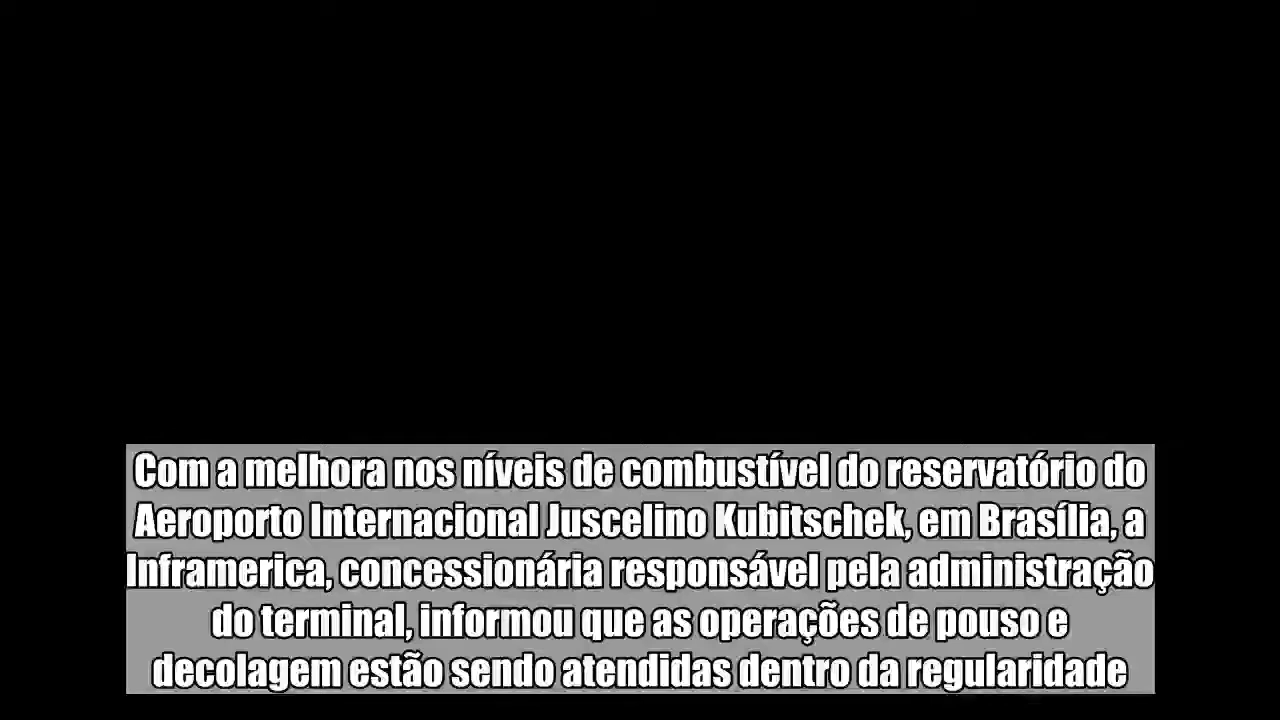 Com a melhora nos níveis de combustível do reservatório do
Aeroporto Internacional Juscelino Kubitschek, em Brasília, a
Inframerica, concessionária responsável pela administração
do terminal, informou que as operações de pouso e
decolagem estão sendo atendidas dentro da regularidade